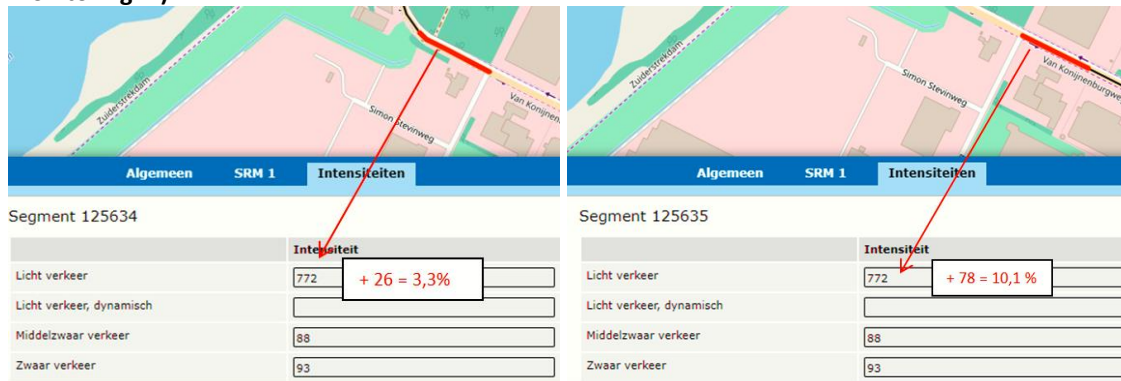 Zuiderstrekdam
Simon Stevinweg
Van Konijnen
Algemeen SRM 1 Intensiteiten
Segment 125634
Intensiteit
Licht verkeer 772 + 26 = 3,3%
Licht verkeer, dynamisch
Middelzwaar verkeer 88
Zwaar verkeer 93
Zuiderstrekdam
Simon Stevinweg
Van Konijnenburgwe
Algemeen SRM 1 Intensiteiten
Segment 125635
Intensiteit
Licht verkeer 772 + 78 = 10,1 %
Licht verkeer, dynamisch
Middelzwaar verkeer 88
Zwaar verkeer 93